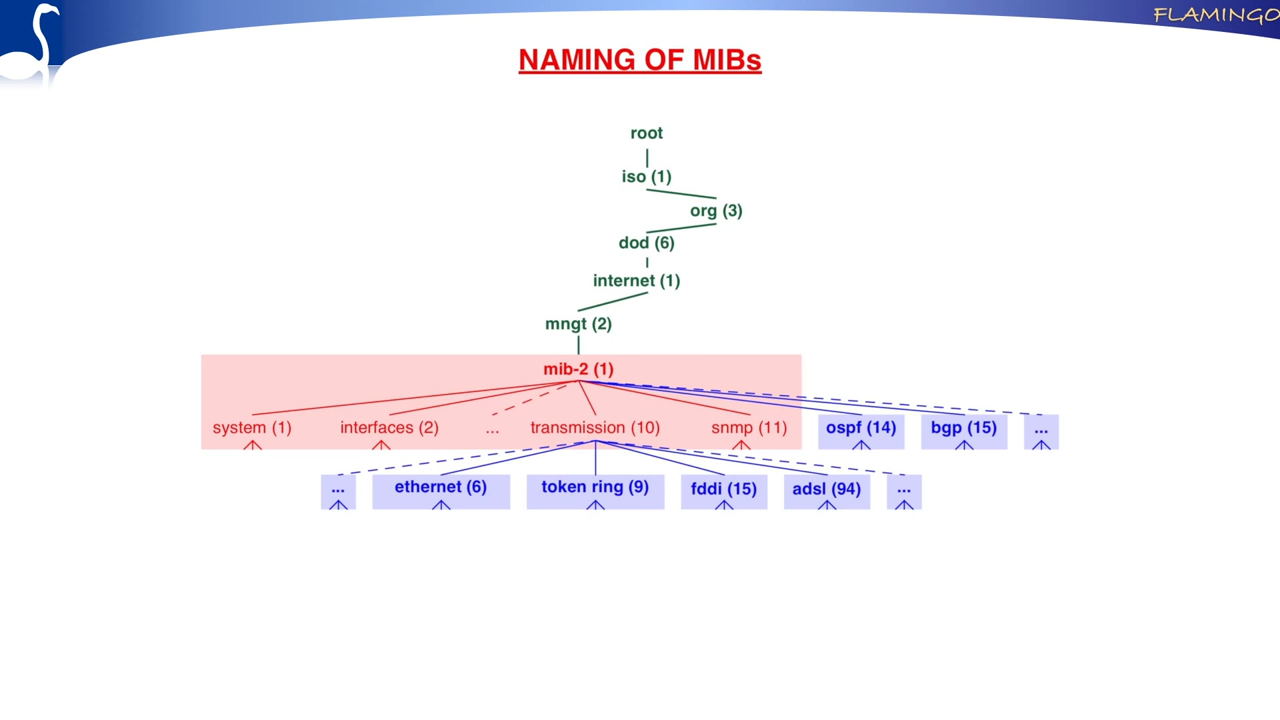 FLAMINGO
NAMING OF MIBs
root
iso (1)
org (3)
dod (6)
internet (1)
mngt (2)
mib-2 (1)
system (1) interfaces (2) ... transmission (10) snmp (11) ospf (14) bgp (15) ...
... ethernet (6) token ring (9) fddi (15) adsl (94) ...